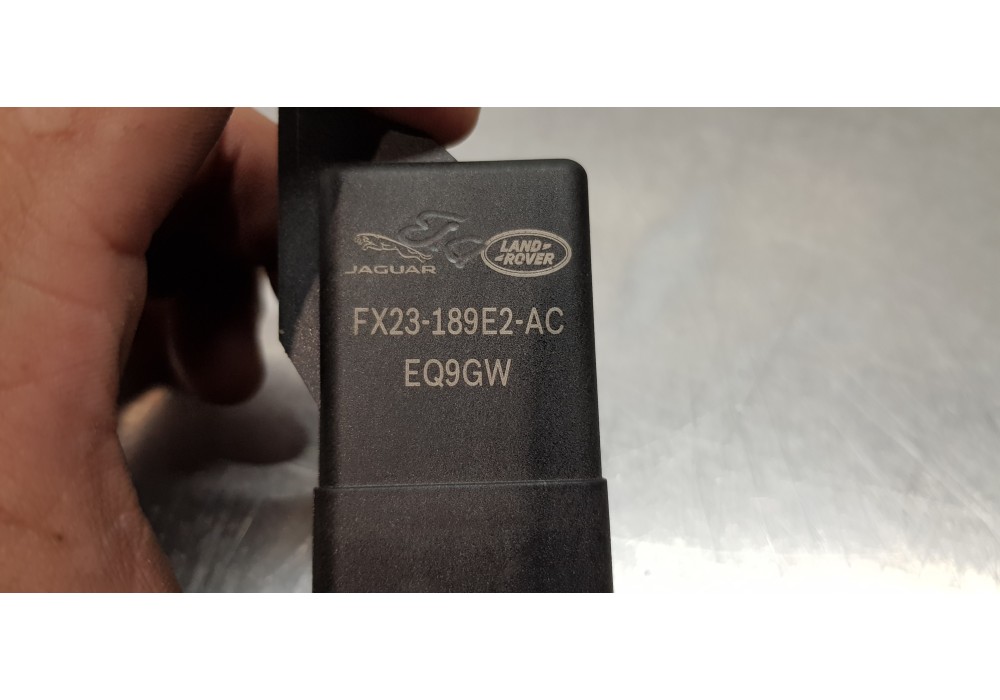 JAGUAR
LAND
ROVER
FX23-189E2-AC
EQ9GW